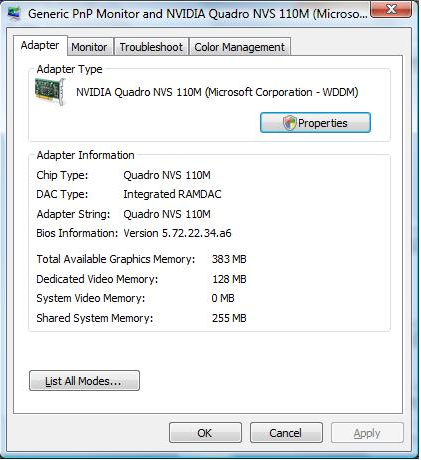 Generic PnP Monitor and NVIDIA Quadro NVS 110M (Microso...
Adapter Monitor Troubleshoot Color Management
Adapter Type
NVIDIA Quadro NVS 110M (Microsoft Corporation - WDDM)
Properties
Adapter Information
Chip Type: Quadro NVS 110M
DAC Type: Integrated RAMDAC
Adapter String: Quadro NVS 110M
Bios Information: Version 5.72.22.34.a6
Total Available Graphics Memory: 383 MB
Dedicated Video Memory: 128 MB
System Video Memory: 0 MB
Shared System Memory: 255 MB
List All Modes...
OK Cancel Apply